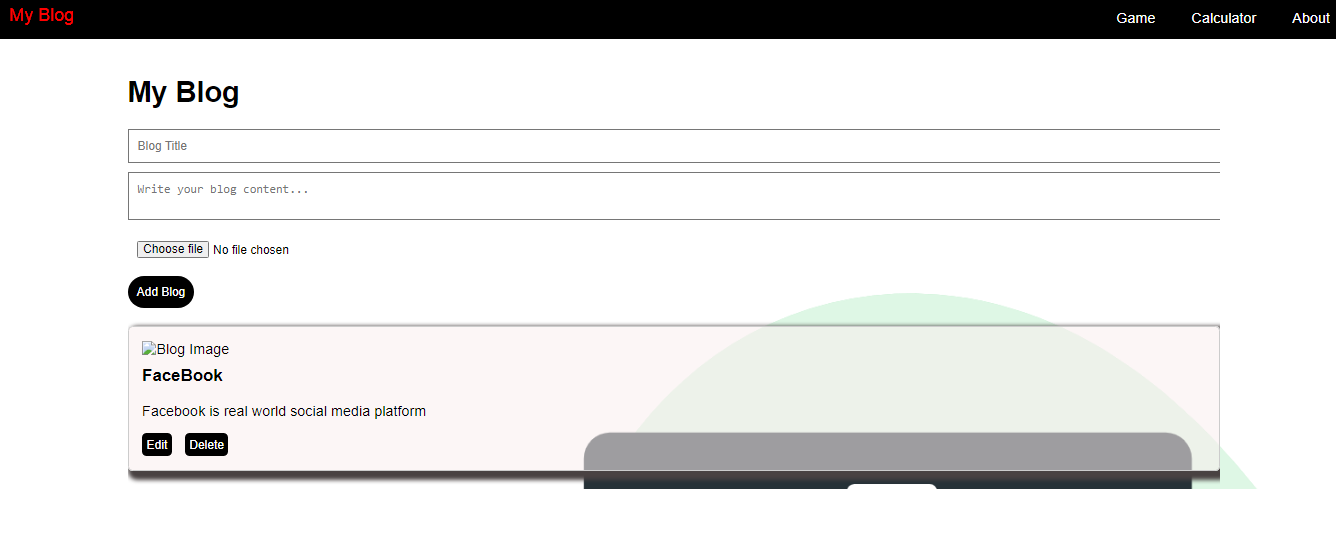 My Blog
Game Calculator About
My Blog
Blog Title
Write your blog content...
Choose file No file chosen
Add Blog
Blog Image
FaceBook
Facebook is real world social media platform
Edit Delete